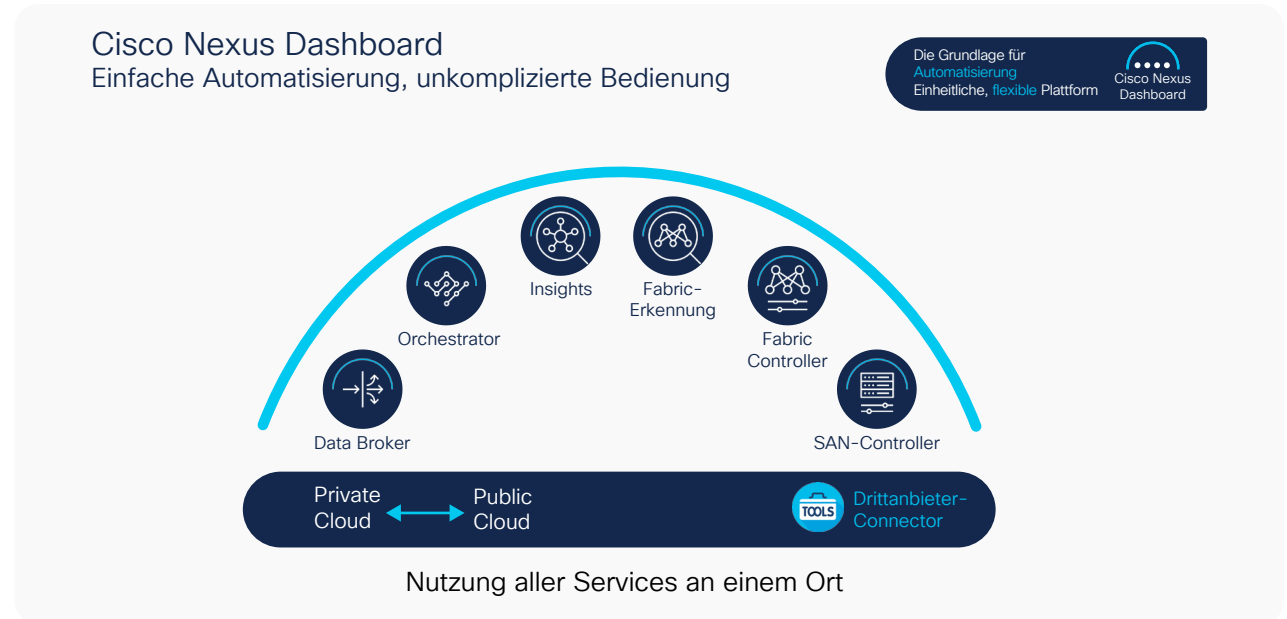 Cisco Nexus Dashboard
Einfache Automatisierung, unkomplizierte Bedienung
Die Grundlage für
Automatisierung
Einheitliche, flexible Plattform
Cisco Nexus
Dashboard
Insights
Fabric-
Erkennung
Orchestrator
Fabric
Controller
Data Broker
SAN-Controller
Private
Cloud
Public
Cloud
TOOLS
Drittanbieter-
Connector
Nutzung aller Services an einem Ort